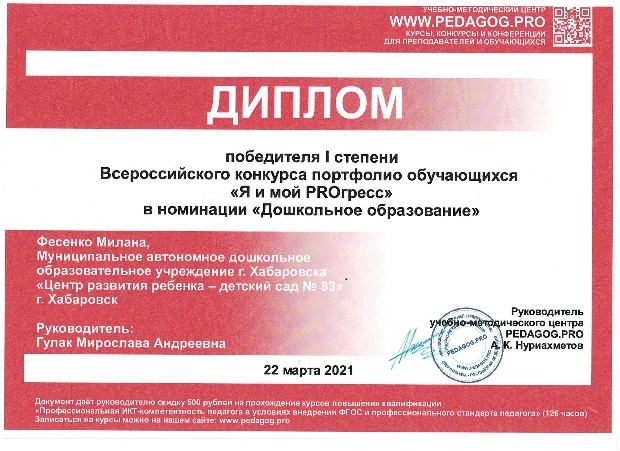 УЧЕБНО-МЕТОДИЧЕСКИЙ ЦЕНТР
WWW.PEDAGOG.PRO
КУРСЫ, КОНКУРСЫ И КОНФЕРЕНЦИИ
ДЛЯ ПРЕПОДАВАТЕЛЕЙ И ОБУЧАЮЩИХСЯ
ДИПЛОМ
победителя I степени
Всероссийского конкурса портфолио обучающихся
«Я и мой PROгресс»
в номинации «Дошкольное образование»
Фесенко Милана,
Муниципальное автономное дошкольное
образовательное учреждение г. Хабаровска
«Центр развития ребенка – детский сад № 83»
г. Хабаровск
Руководитель:
Гулак Мирослава Андреевна
Руководитель
учебно-методического центра
PEDAGOG.PRO
А. К. Нуриахметов
PEDAGOG.PRO
22 марта 2021
Документ даёт руководителю скидку 500 рублей на прохождение курсов повышения квалификации
«Профессиональная ИКТ-компетентность педагога в условиях внедрения ФГОС и профессионального стандарта педагога» (126 часов)
Записаться на курсы можно на нашем сайте: www.pedagog.pro